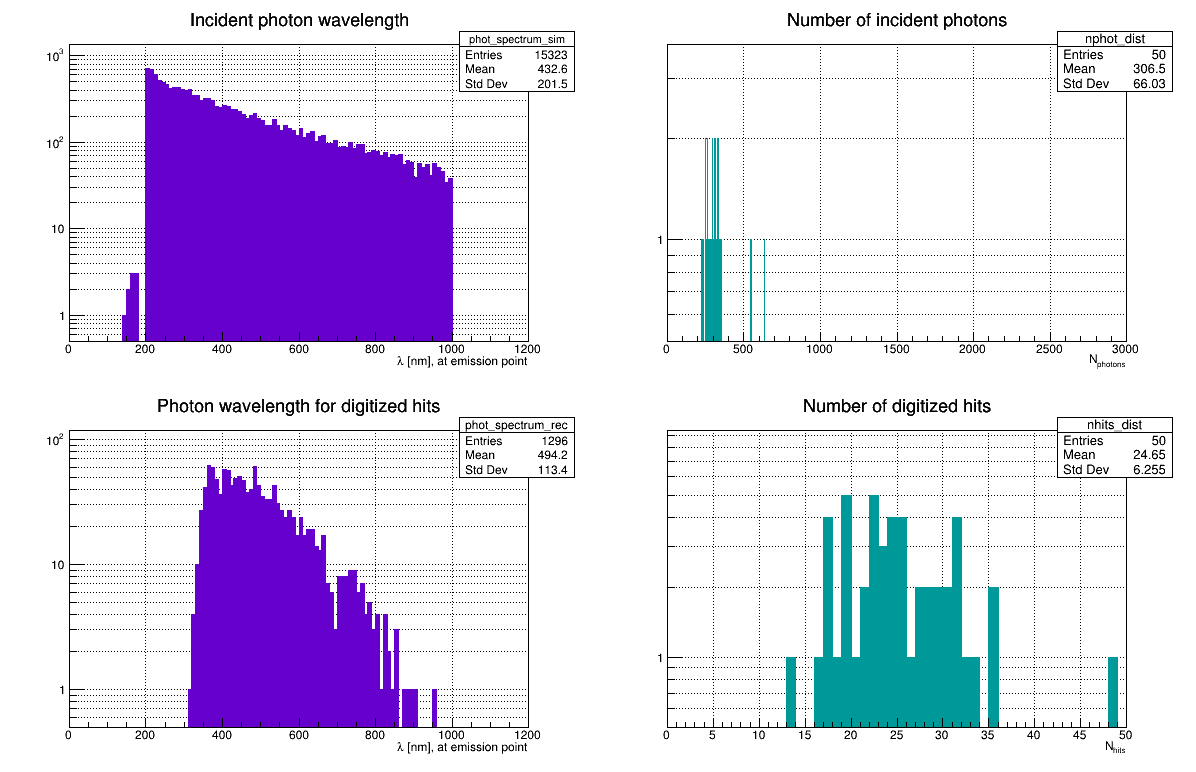 Incident photon wavelength
phot_spectrum_sim
Entries 15323
Mean 432.6
Std Dev 201.5
10³
10²
10
1
0 200 400 600 800 1000 1200
λ [nm], at emission point
Number of incident photons
nphot_dist
Entries 50
Mean 306.5
Std Dev 66.03
1
0 500 1000 1500 2000 2500 3000
Nphotons
Photon wavelength for digitized hits
phot_spectrum_rec
Entries 1296
Mean 494.2
Std Dev 113.4
10²
10
1
0 200 400 600 800 1000 1200
λ [nm], at emission point
Number of digitized hits
nhits_dist
Entries 50
Mean 24.65
Std Dev 6.255
1
0 5 10 15 20 25 30 35 40 45 50
Nhits